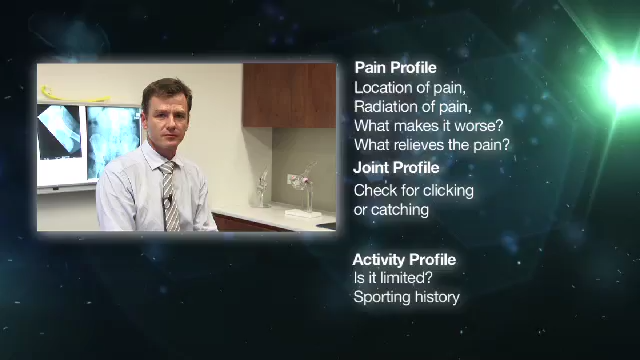 Pain Profile
Location of pain,
Radiation of pain,
What makes it worse?
What relieves the pain?
Joint Profile
Check for clicking
or catching
Activity Profile
Is it limited?
Sporting history